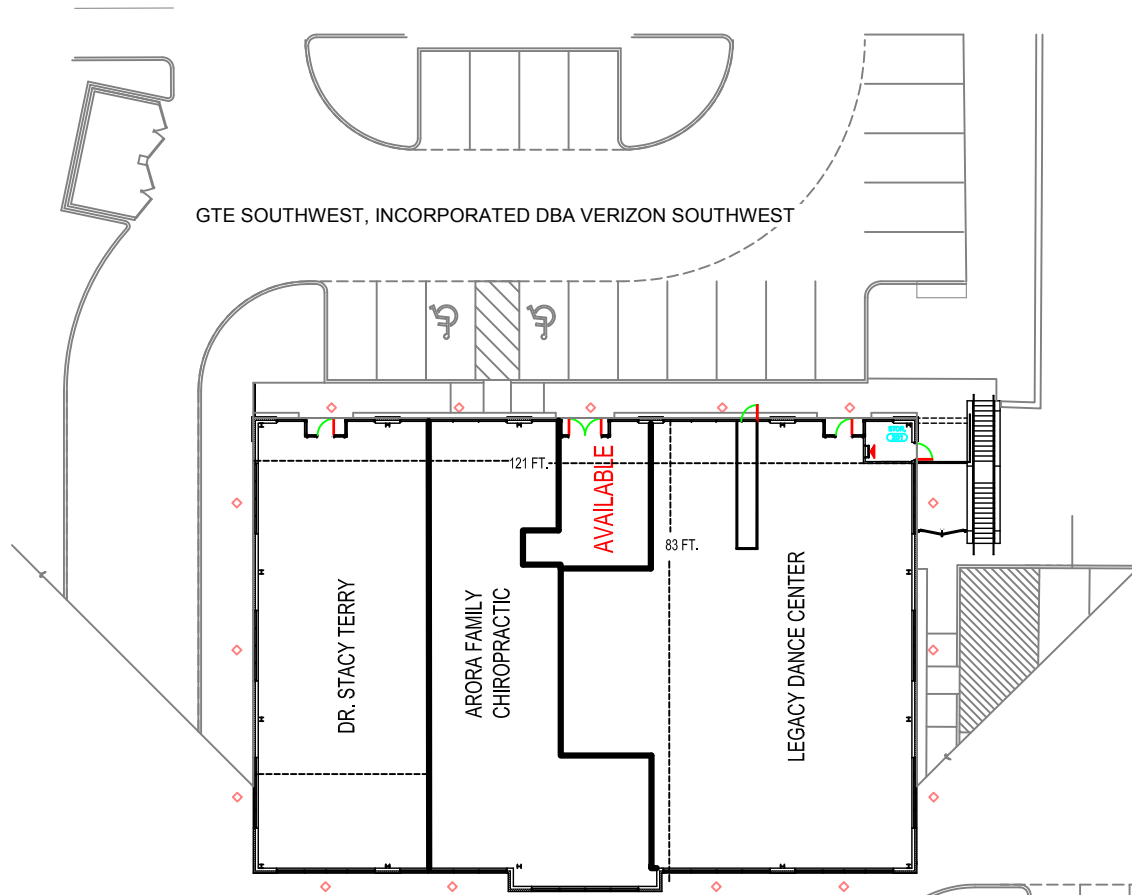 GTE SOUTHWEST, INCORPORATED DBA VERIZON SOUTHWEST
121 FT.
AVAILABLE
83 FT.
DR. STACY TERRY
ARORA FAMILY
CHIROPRACTIC
LEGACY DANCE CENTER